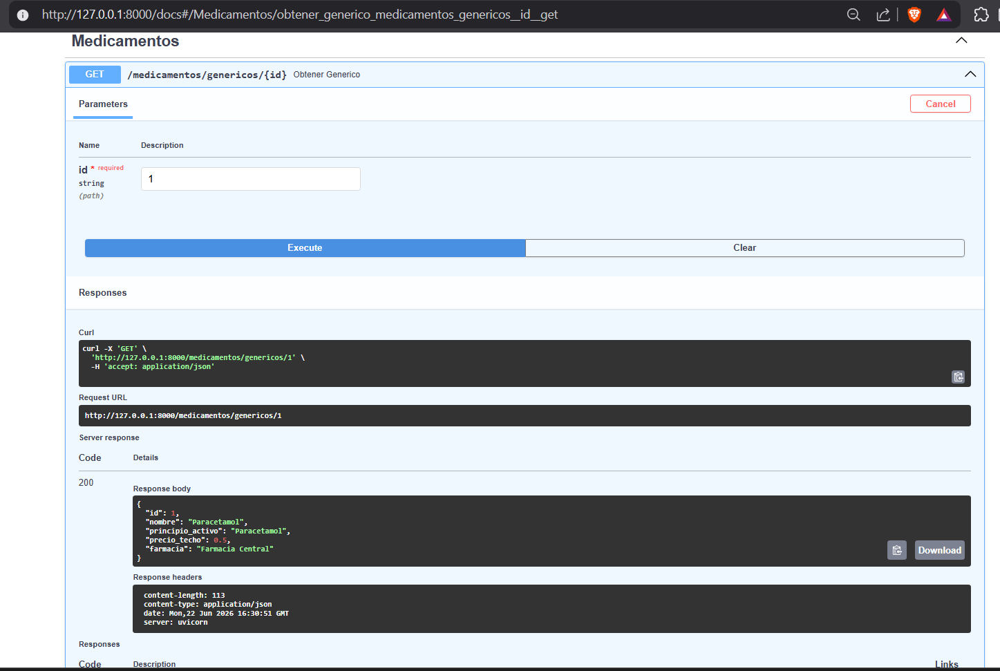 http://127.0.0.1:8000/docs#/Medicamentos/obtener_generico_medicamentos_genericos__id__get
Medicamentos
GET /medicamentos/genericos/{id} Obtener Generico
Parameters
Cancel
Name Description
id * required
string
(path)
1
Execute
Clear
Responses
Curl
curl -X 'GET' \
  'http://127.0.0.1:8000/medicamentos/genericos/1' \
  -H 'accept: application/json'
Request URL
http://127.0.0.1:8000/medicamentos/genericos/1
Server response
Code Details
200
Response body
{
  "id": 1,
  "nombre": "Paracetamol",
  "principio_activo": "Paracetamol",
  "precio_techo": 0.5,
  "farmacia": "Farmacia Central"
}
Download
Response headers
content-length: 113
content-type: application/json
date: Mon,22 Jun 2026 16:30:51 GMT
server: uvicorn
Responses
Code Description Links